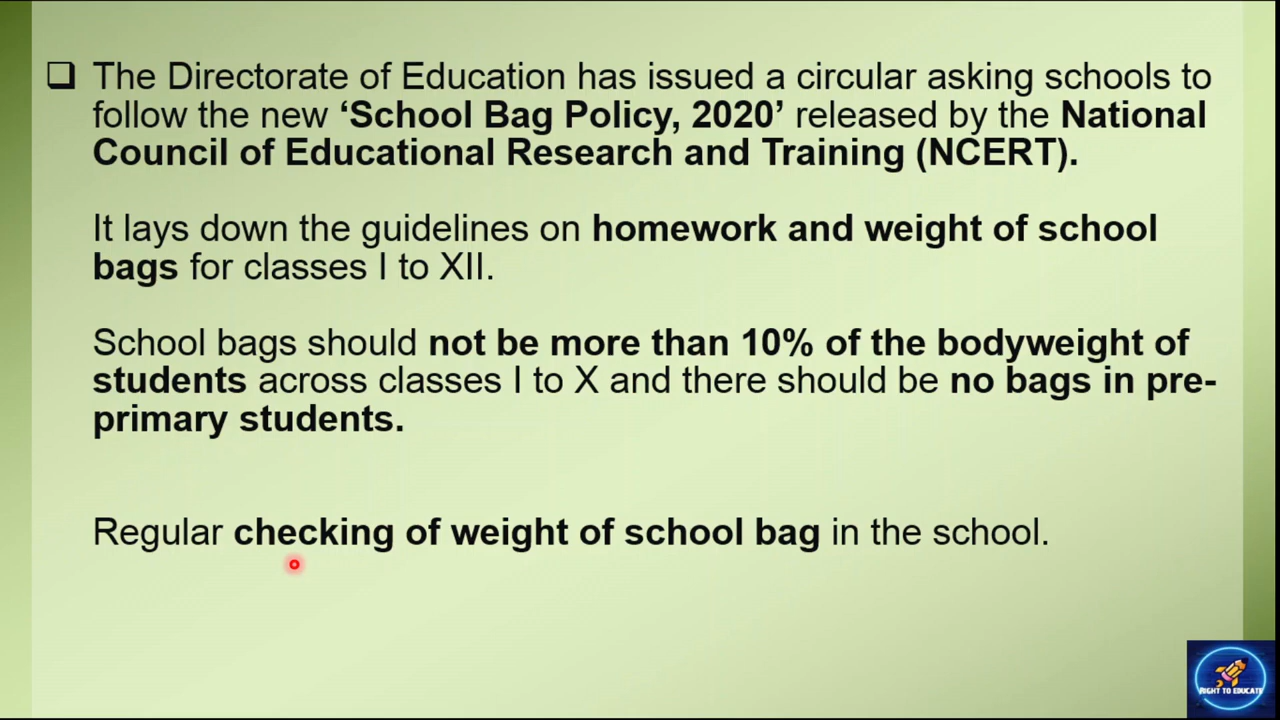 ❑ The Directorate of Education has issued a circular asking schools to
follow the new ‘School Bag Policy, 2020’ released by the National
Council of Educational Research and Training (NCERT).
It lays down the guidelines on homework and weight of school
bags for classes I to XII.
School bags should not be more than 10% of the bodyweight of
students across classes I to X and there should be no bags in pre-
primary students.
Regular checking of weight of school bag in the school.
RIGHT TO EDUCATE